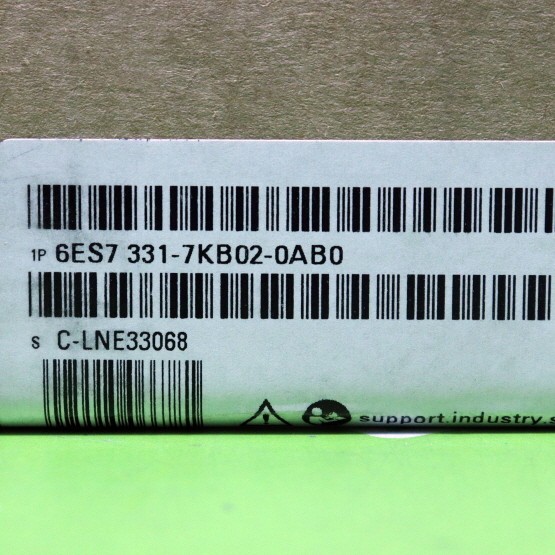 1P 6ES7 331-7KB02-0AB0
S C-LNE33068
support.industry.s